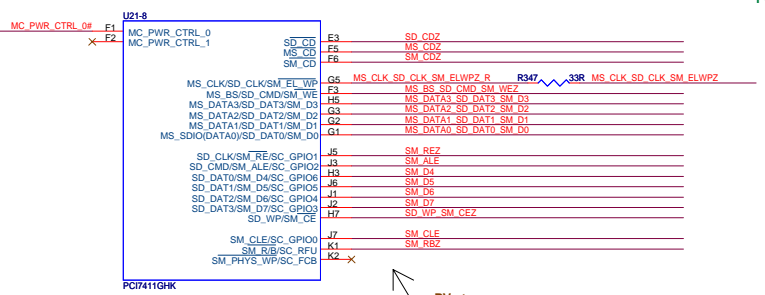 U21-8
MC_PWR_CTRL_0# F1 MC_PWR_CTRL_0
F2 MC_PWR_CTRL_1
SD_CD E3 SD_CDZ
MS_CD F5 MS_CDZ
SM_CD F6 SM_CDZ
MS_CLK/SD_CLK/SM_EL_WP G5 MS_CLK_SD_CLK_SM_ELWPZ_R R347 33R MS_CLK_SD_CLK_SM_ELWPZ
MS_BS/SD_CMD/SM_WE F3 MS_BS_SD_CMD_SM_WEZ
MS_DATA3/SD_DAT3/SM_D3 H5 MS_DATA3_SD_DAT3_SM_D3
MS_DATA2/SD_DAT2/SM_D2 G3 MS_DATA2_SD_DAT2_SM_D2
MS_DATA1/SD_DAT1/SM_D1 G2 MS_DATA1_SD_DAT1_SM_D1
MS_SDIO(DATA0)/SD_DAT0/SM_D0 G1 MS_DATA0_SD_DAT0_SM_D0
SD_CLK/SM_RE/SC_GPIO1 J5 SM_REZ
SD_CMD/SM_ALE/SC_GPIO2 J3 SM_ALE
SD_DAT0/SM_D4/SC_GPIO6 H3 SM_D4
SD_DAT1/SM_D5/SC_GPIO5 J6 SM_D5
SD_DAT2/SM_D6/SC_GPIO4 J1 SM_D6
SD_DAT3/SM_D7/SC_GPIO3 J2 SM_D7
SD_WP/SM_CE H7 SD_WP_SM_CEZ
SM_CLE/SC_GPIO0 J7 SM_CLE
SM_R/B/SC_RFU K1 SM_RBZ
SM_PHYS_WP/SC_FCB K2
PCI7411GHK